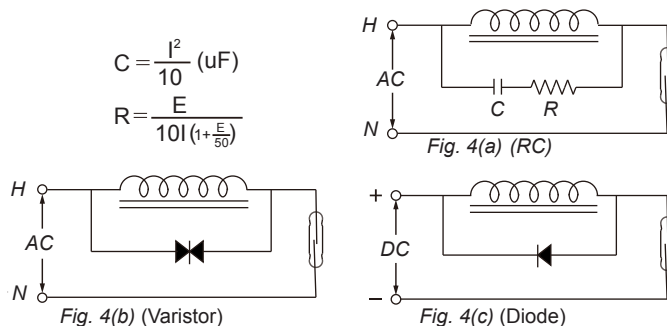 C = I²/10 (uF)
R = E/10I(1+E/50)
H
AC
N
C
R
Fig. 4(a) (RC)
H
AC
N
Fig. 4(b) (Varistor)
+
DC
−
Fig. 4(c) (Diode)